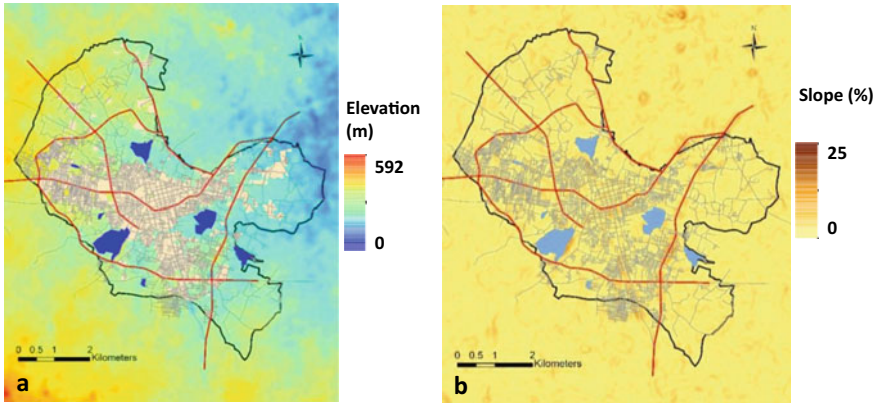 N
Elevation
(m)
592
0
0 0.5 1 2
Kilometers
a
N
Slope (%)
25
0
0 0.5 1 2
Kilometers
b